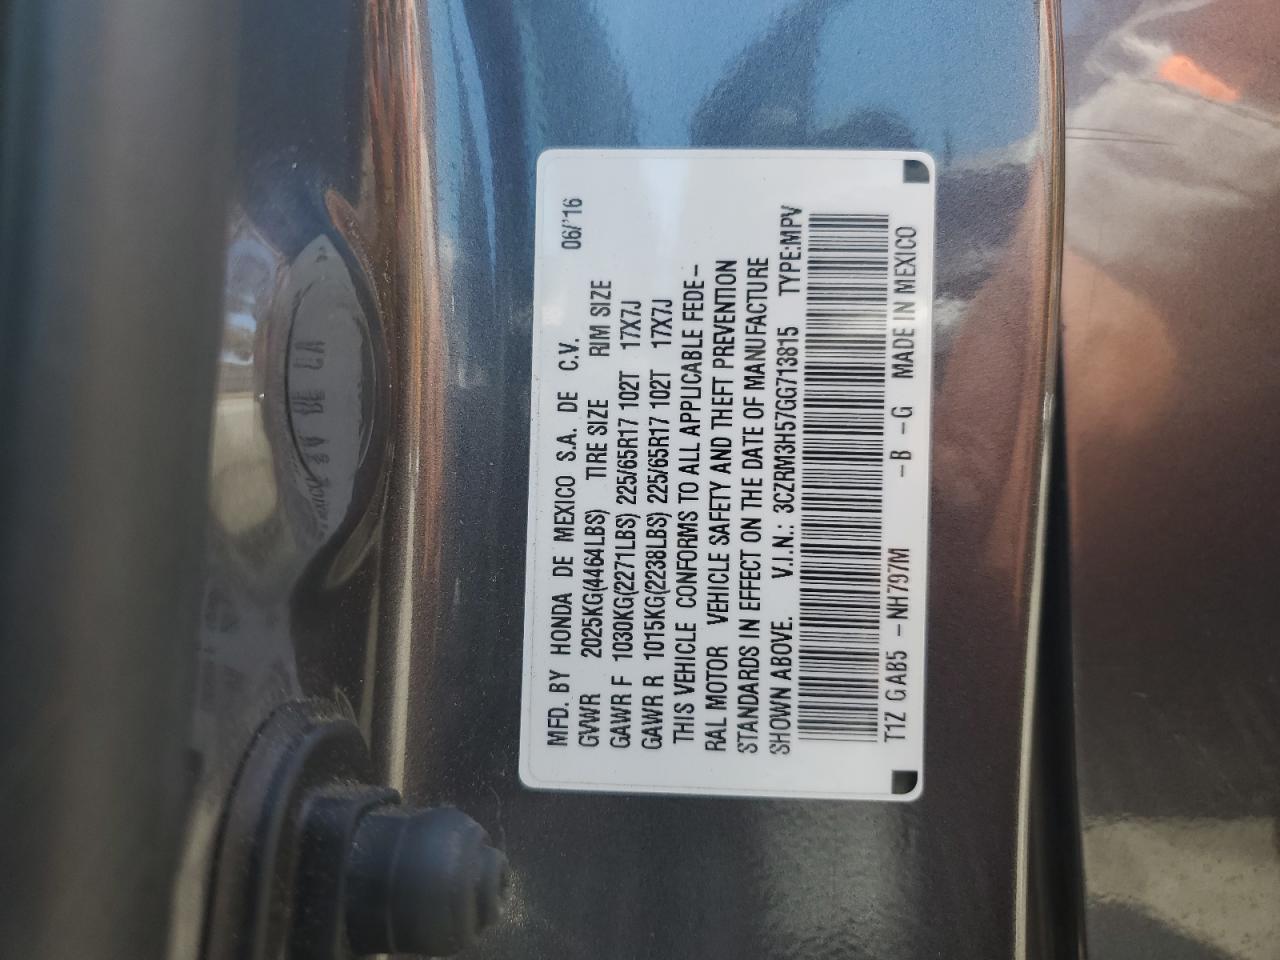 MFD. BY HONDA DE MEXICO S.A. DE C.V. 06/'16
GVWR 2025KG(4464LBS) TIRE SIZE RIM SIZE
GAWR F 1030KG(2271LBS) 225/65R17 102T 17X7J
GAWR R 1015KG(2238LBS) 225/65R17 102T 17X7J
THIS VEHICLE CONFORMS TO ALL APPLICABLE FEDE-
RAL MOTOR VEHICLE SAFETY AND THEFT PREVENTION
STANDARDS IN EFFECT ON THE DATE OF MANUFACTURE
SHOWN ABOVE. V.I.N.: 3CZRM3H57GG713815 TYPE:MPV
T1Z GAB5 -NH797M -B -G MADE IN MEXICO